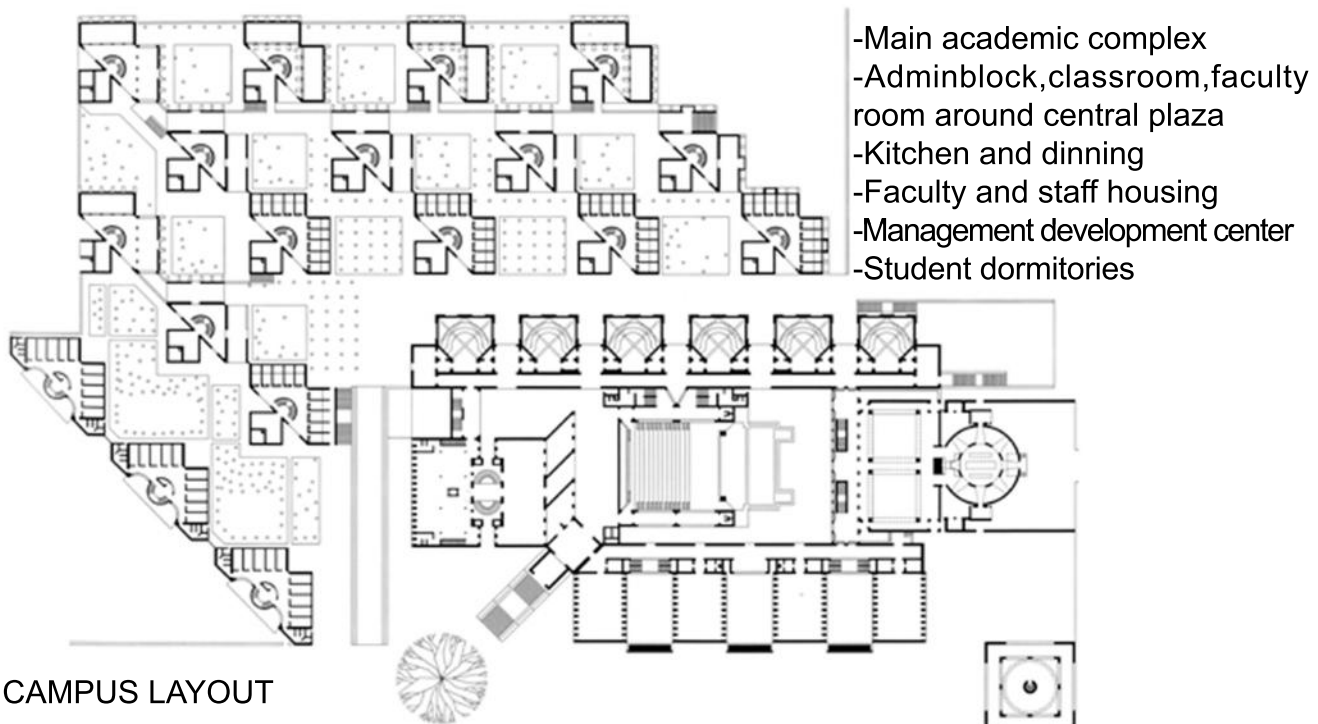 -Main academic complex
-Adminblock,classroom,faculty
room around central plaza
-Kitchen and dinning
-Faculty and staff housing
-Management development center
-Student dormitories
CAMPUS LAYOUT